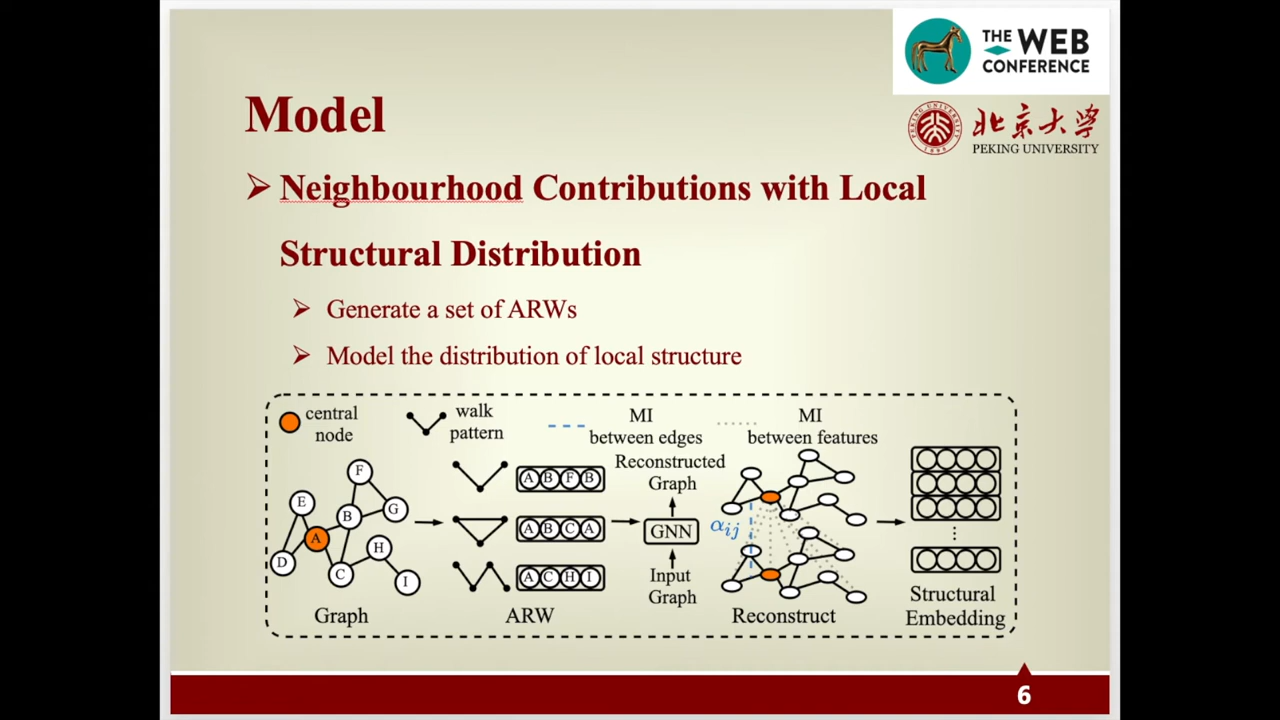 THE WEB
CONFERENCE
北京大学
PEKING UNIVERSITY
Model
➢ Neighbourhood Contributions with Local
Structural Distribution
➢ Generate a set of ARWs
➢ Model the distribution of local structure
central
node
walk
pattern
MI
between edges
MI
between features
F
E
B
G
A
H
D
C
I
Graph
A B F B
A B C A
A C H I
ARW
Reconstructed
Graph
GNN
Input
Graph
αij
Reconstruct
Structural
Embedding
6